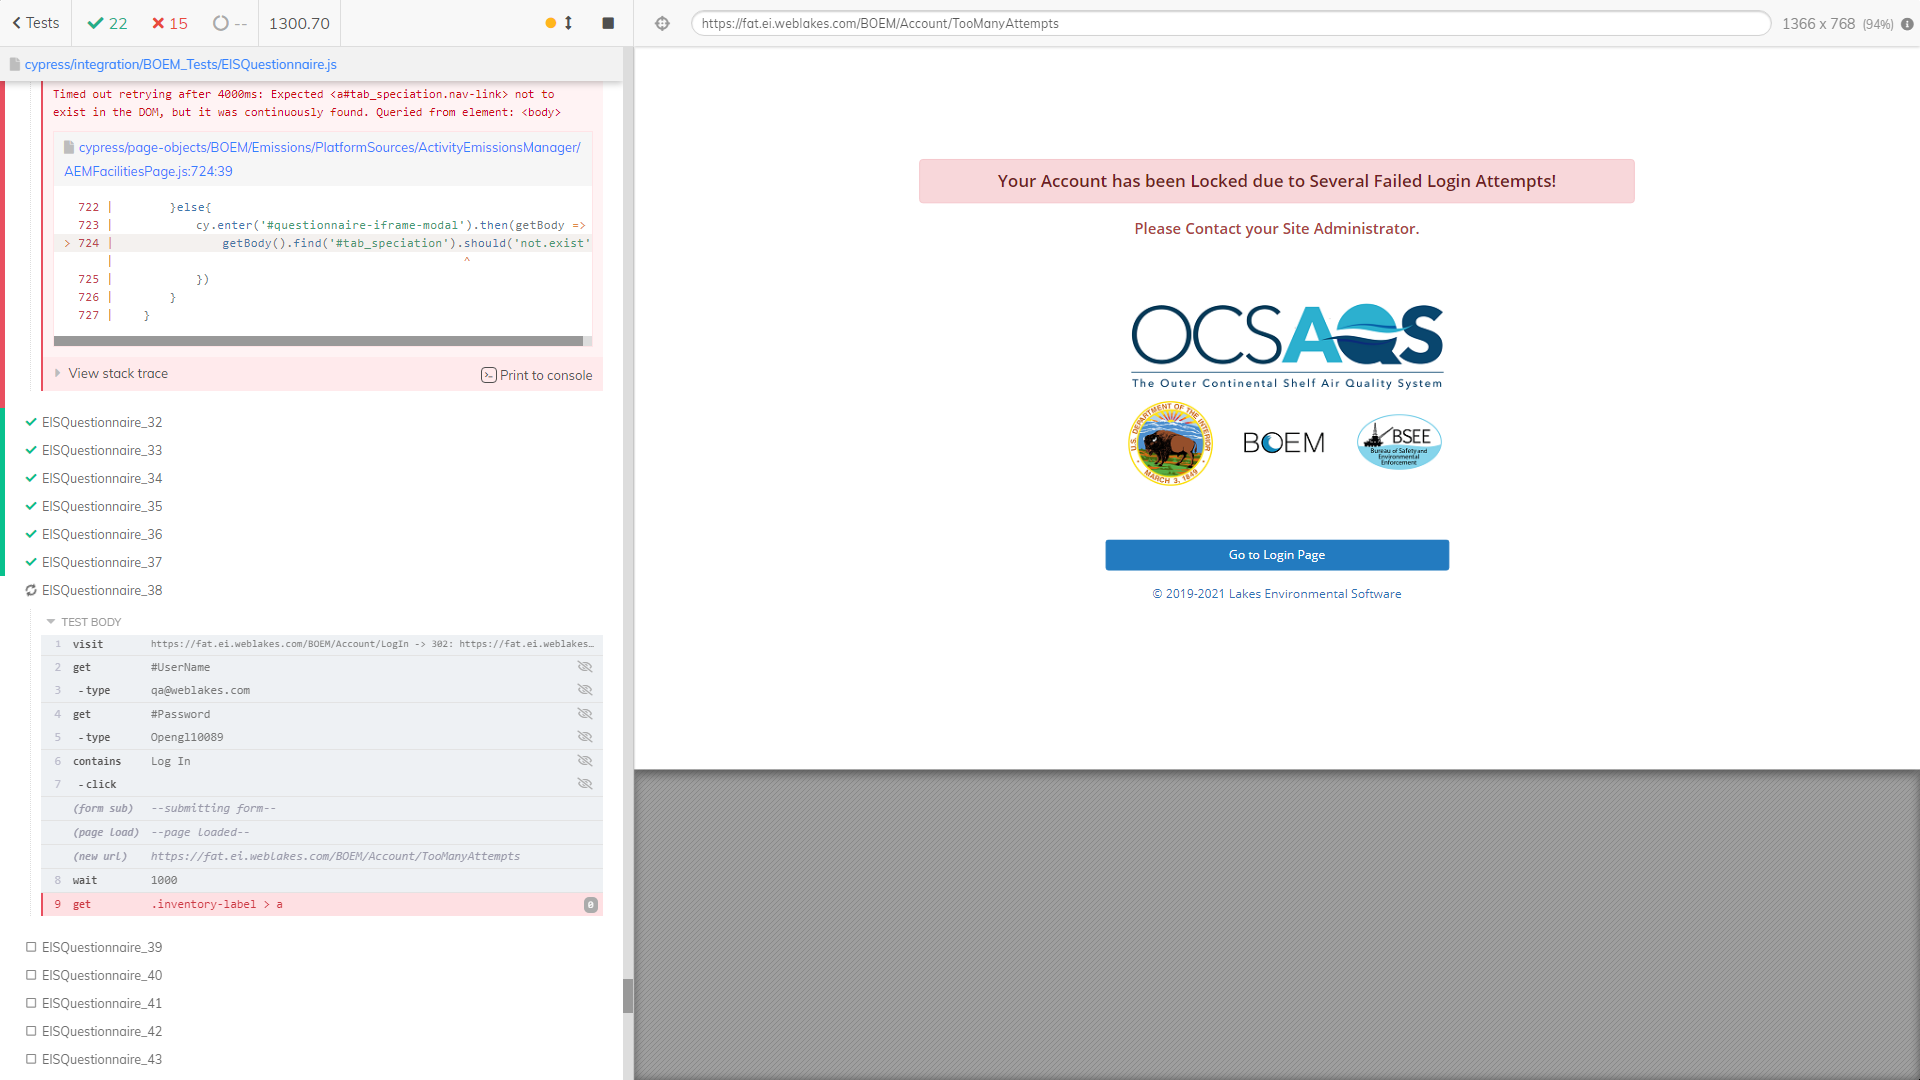 Tests
22
15
--
1300.70
cypress/integration/BOEM_Tests/EISQuestionnaire.js
Timed out retrying after 4000ms: Expected <a#tab_speciation.nav-link> not to
exist in the DOM, but it was continuously found. Queried from element: <body>
cypress/page-objects/BOEM/Emissions/PlatformSources/ActivityEmissionsManager/
AEMFacilitiesPage.js:724:39
722 | }else{
723 | cy.enter('#questionnaire-iframe-modal').then(getBody =>
> 724 | getBody().find('#tab_speciation').should('not.exist'
| ^
725 | })
726 | }
727 | }
View stack trace
Print to console
EISQuestionnaire_32
EISQuestionnaire_33
EISQuestionnaire_34
EISQuestionnaire_35
EISQuestionnaire_36
EISQuestionnaire_37
EISQuestionnaire_38
TEST BODY
1 visit https://fat.ei.weblakes.com/BOEM/Account/LogIn -> 302: https://fat.ei.weblakes...
2 get #UserName
3 -type qa@weblakes.com
4 get #Password
5 -type Opengl10089
6 contains Log In
7 -click
(form sub) --submitting form--
(page load) --page loaded--
(new url) https://fat.ei.weblakes.com/BOEM/Account/TooManyAttempts
8 wait 1000
9 get .inventory-label > a 0
EISQuestionnaire_39
EISQuestionnaire_40
EISQuestionnaire_41
EISQuestionnaire_42
EISQuestionnaire_43
https://fat.ei.weblakes.com/BOEM/Account/TooManyAttempts
1366 x 768 (94%)
Your Account has been Locked due to Several Failed Login Attempts!
Please Contact your Site Administrator.
OCSAQS
The Outer Continental Shelf Air Quality System
U.S. DEPARTMENT OF THE INTERIOR
MARCH 3, 1849
BOEM
BSEE
Bureau of Safety and
Environmental
Enforcement
Go to Login Page
© 2019-2021 Lakes Environmental Software